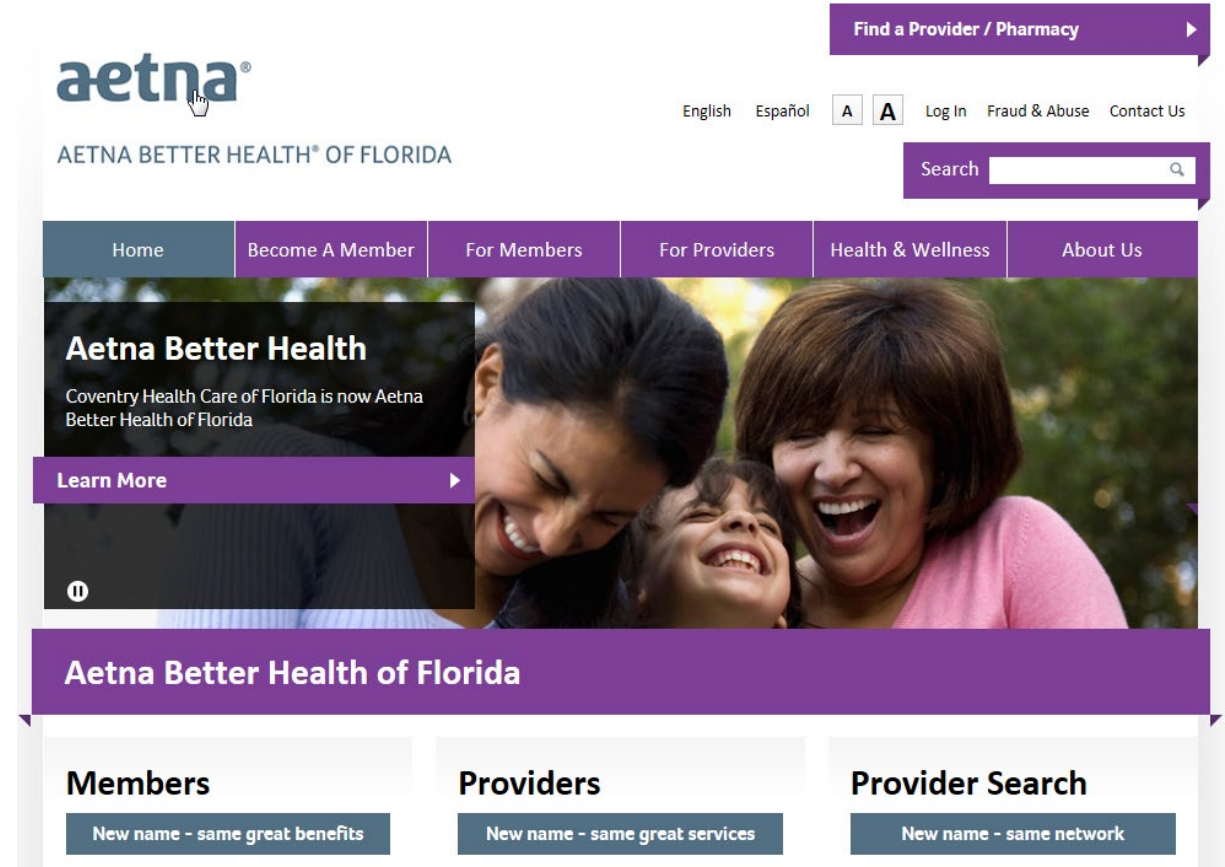 Find a Provider / Pharmacy
aetna®
English Español A A Log In Fraud & Abuse Contact Us
AETNA BETTER HEALTH® OF FLORIDA
Search
Home Become A Member For Members For Providers Health & Wellness About Us
Aetna Better Health
Coventry Health Care of Florida is now Aetna
Better Health of Florida
Learn More
Aetna Better Health of Florida
Members
New name - same great benefits
Providers
New name - same great services
Provider Search
New name - same network